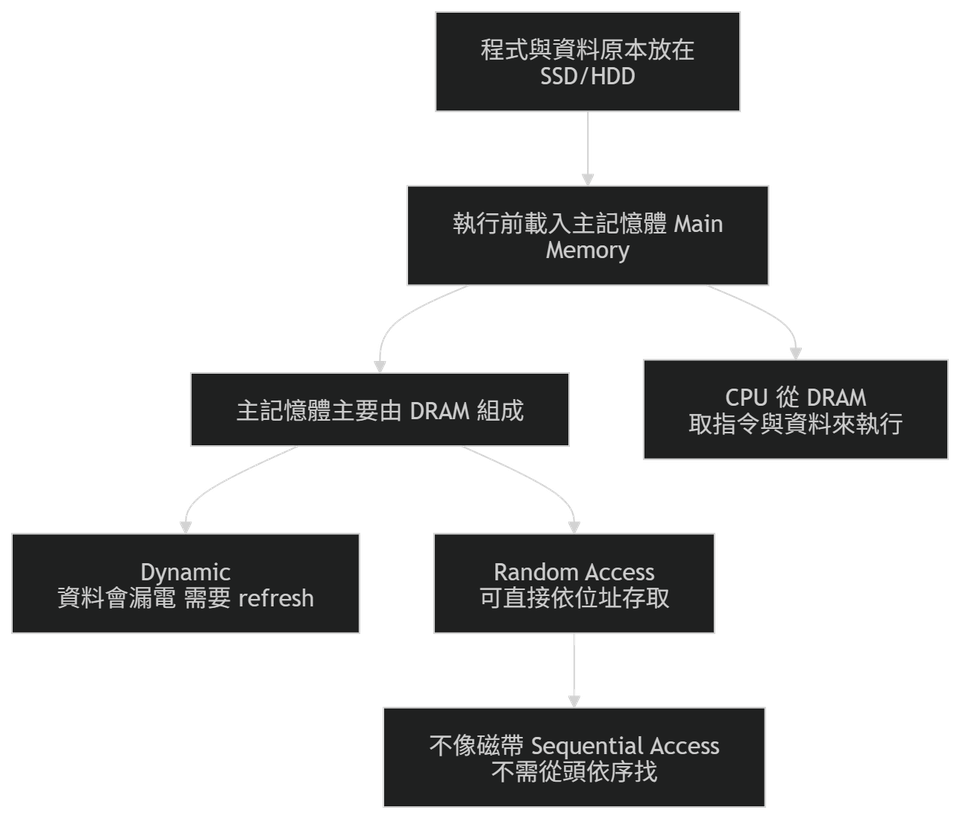 程式與資料原本放在
SSD/HDD
執行前載入主記憶體 Main
Memory
主記憶體主要由 DRAM 組成
CPU 從 DRAM
取指令與資料來執行
Dynamic
資料會漏電 需要 refresh
Random Access
可直接依位址存取
不像磁帶 Sequential Access
不需從頭依序找